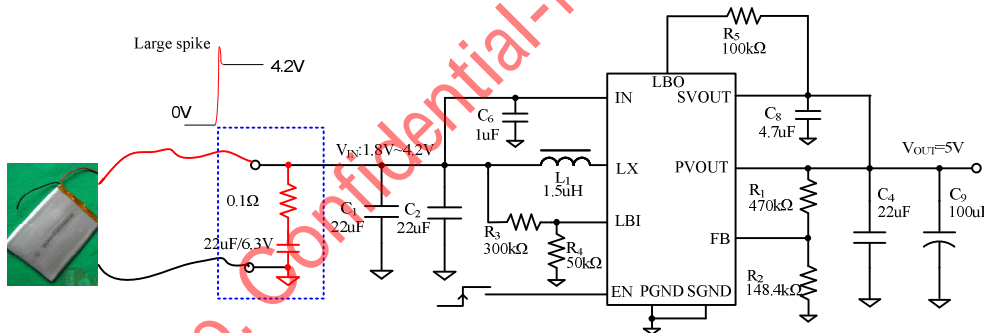 Large spike
4.2V
0V
0.1Ω
22uF/6.3V
VIN:1.8V~4.2V
C1
22uF
C2
22uF
C6
1uF
L1
1.5uH
R3
300kΩ
R4
50kΩ
IN
LX
LBI
EN
LBO
SVOUT
PVOUT
FB
PGND
SGND
R5
100kΩ
C8
4.7uF
R1
470kΩ
R2
148.4kΩ
C4
22uF
C9
100uF
VOUT=5V
Confidential-